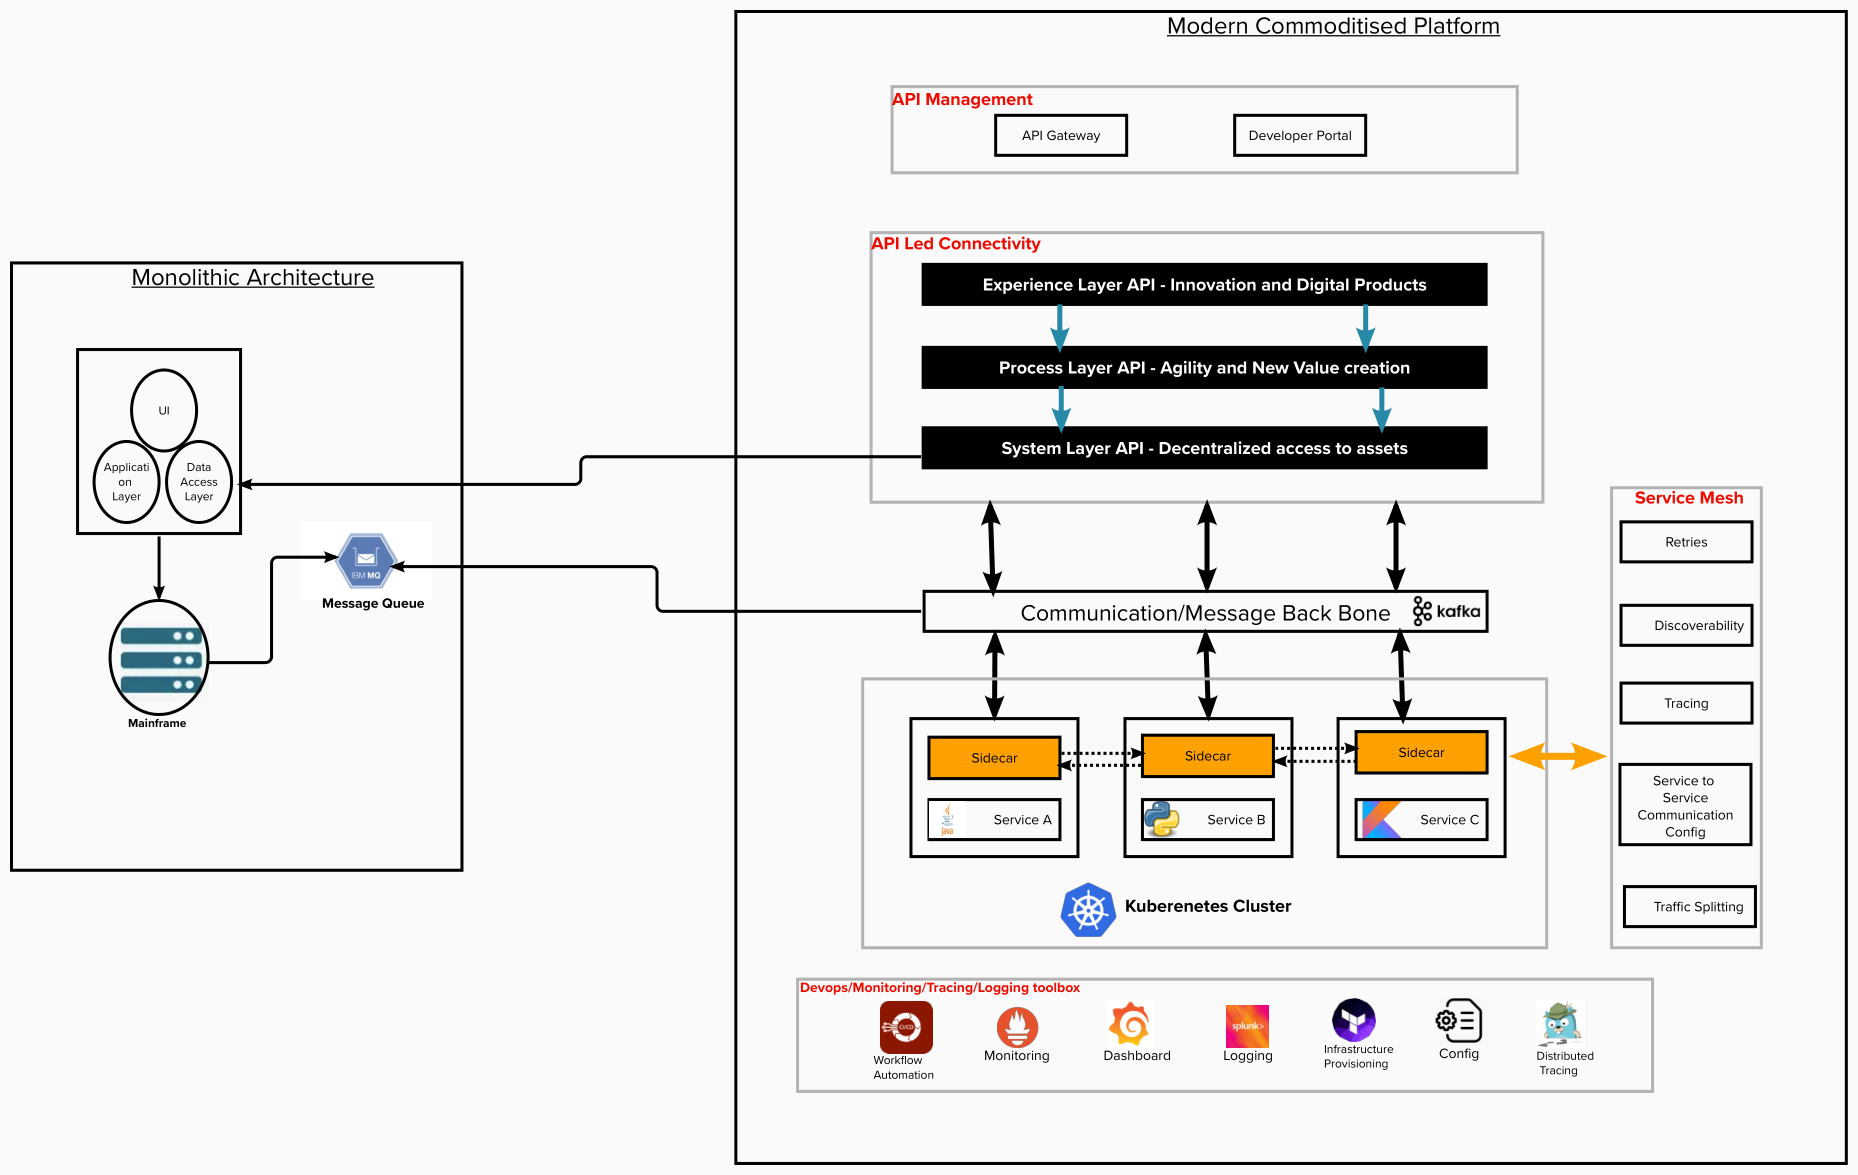 Modern Commoditised Platform
API Management
API Gateway
Developer Portal
API Led Connectivity
Experience Layer API - Innovation and Digital Products
Process Layer API - Agility and New Value creation
System Layer API - Decentralized access to assets
Monolithic Architecture
UI
Applicati
on
Layer
Data
Access
Layer
IBM MQ
Message Queue
Mainframe
Communication/Message Back Bone
kafka
Sidecar
Sidecar
Sidecar
Java
Service A
Service B
Service C
Kuberenetes Cluster
Service Mesh
Retries
Discoverability
Tracing
Service to
Service
Communication
Config
Traffic Splitting
Devops/Monitoring/Tracing/Logging toolbox
CI/CD
Workflow
Automation
Monitoring
Dashboard
splunk>
Logging
Infrastructure
Provisioning
Config
Distributed
Tracing